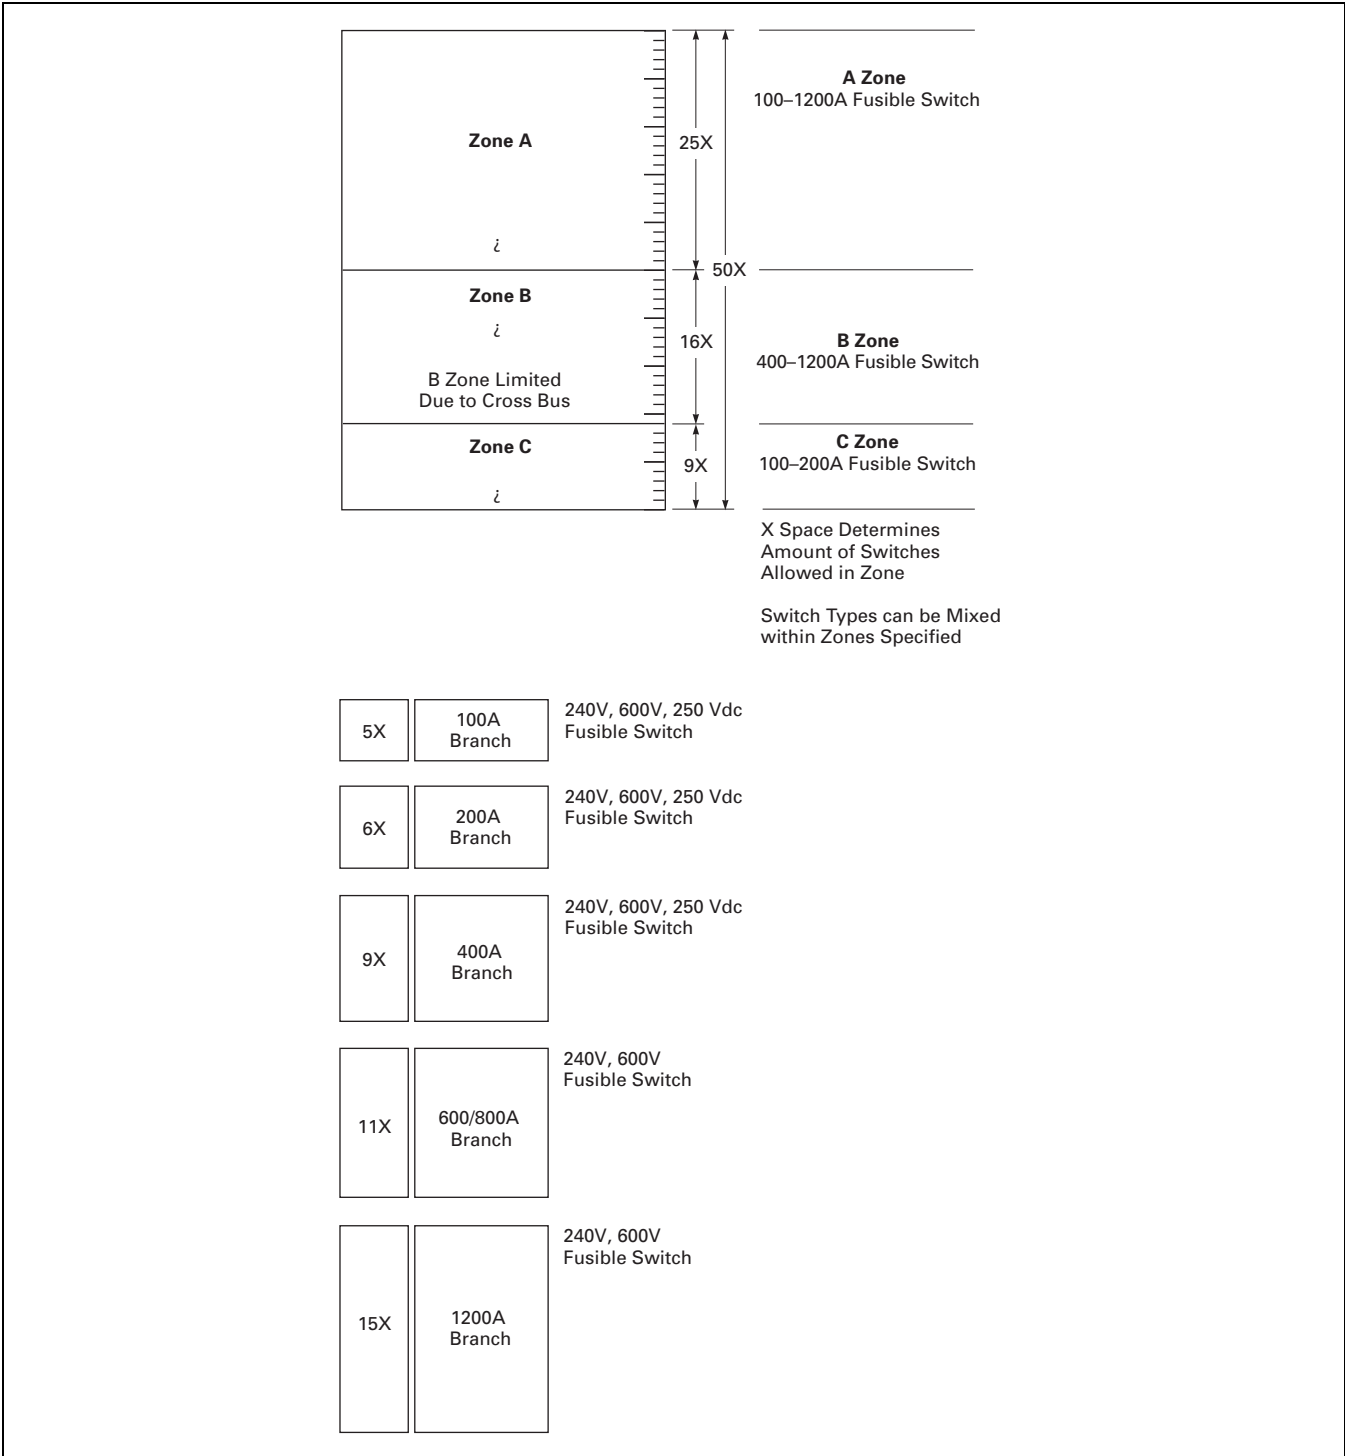 Zone A
¿
Zone B
¿
B Zone Limited
Due to Cross Bus
Zone C
¿
25X
50X
16X
9X
A Zone
100–1200A Fusible Switch
B Zone
400–1200A Fusible Switch
C Zone
100–200A Fusible Switch
X Space Determines
Amount of Switches
Allowed in Zone
Switch Types can be Mixed
within Zones Specified
5X
100A
Branch
240V, 600V, 250 Vdc
Fusible Switch
6X
200A
Branch
240V, 600V, 250 Vdc
Fusible Switch
9X
400A
Branch
240V, 600V, 250 Vdc
Fusible Switch
11X
600/800A
Branch
240V, 600V
Fusible Switch
15X
1200A
Branch
240V, 600V
Fusible Switch